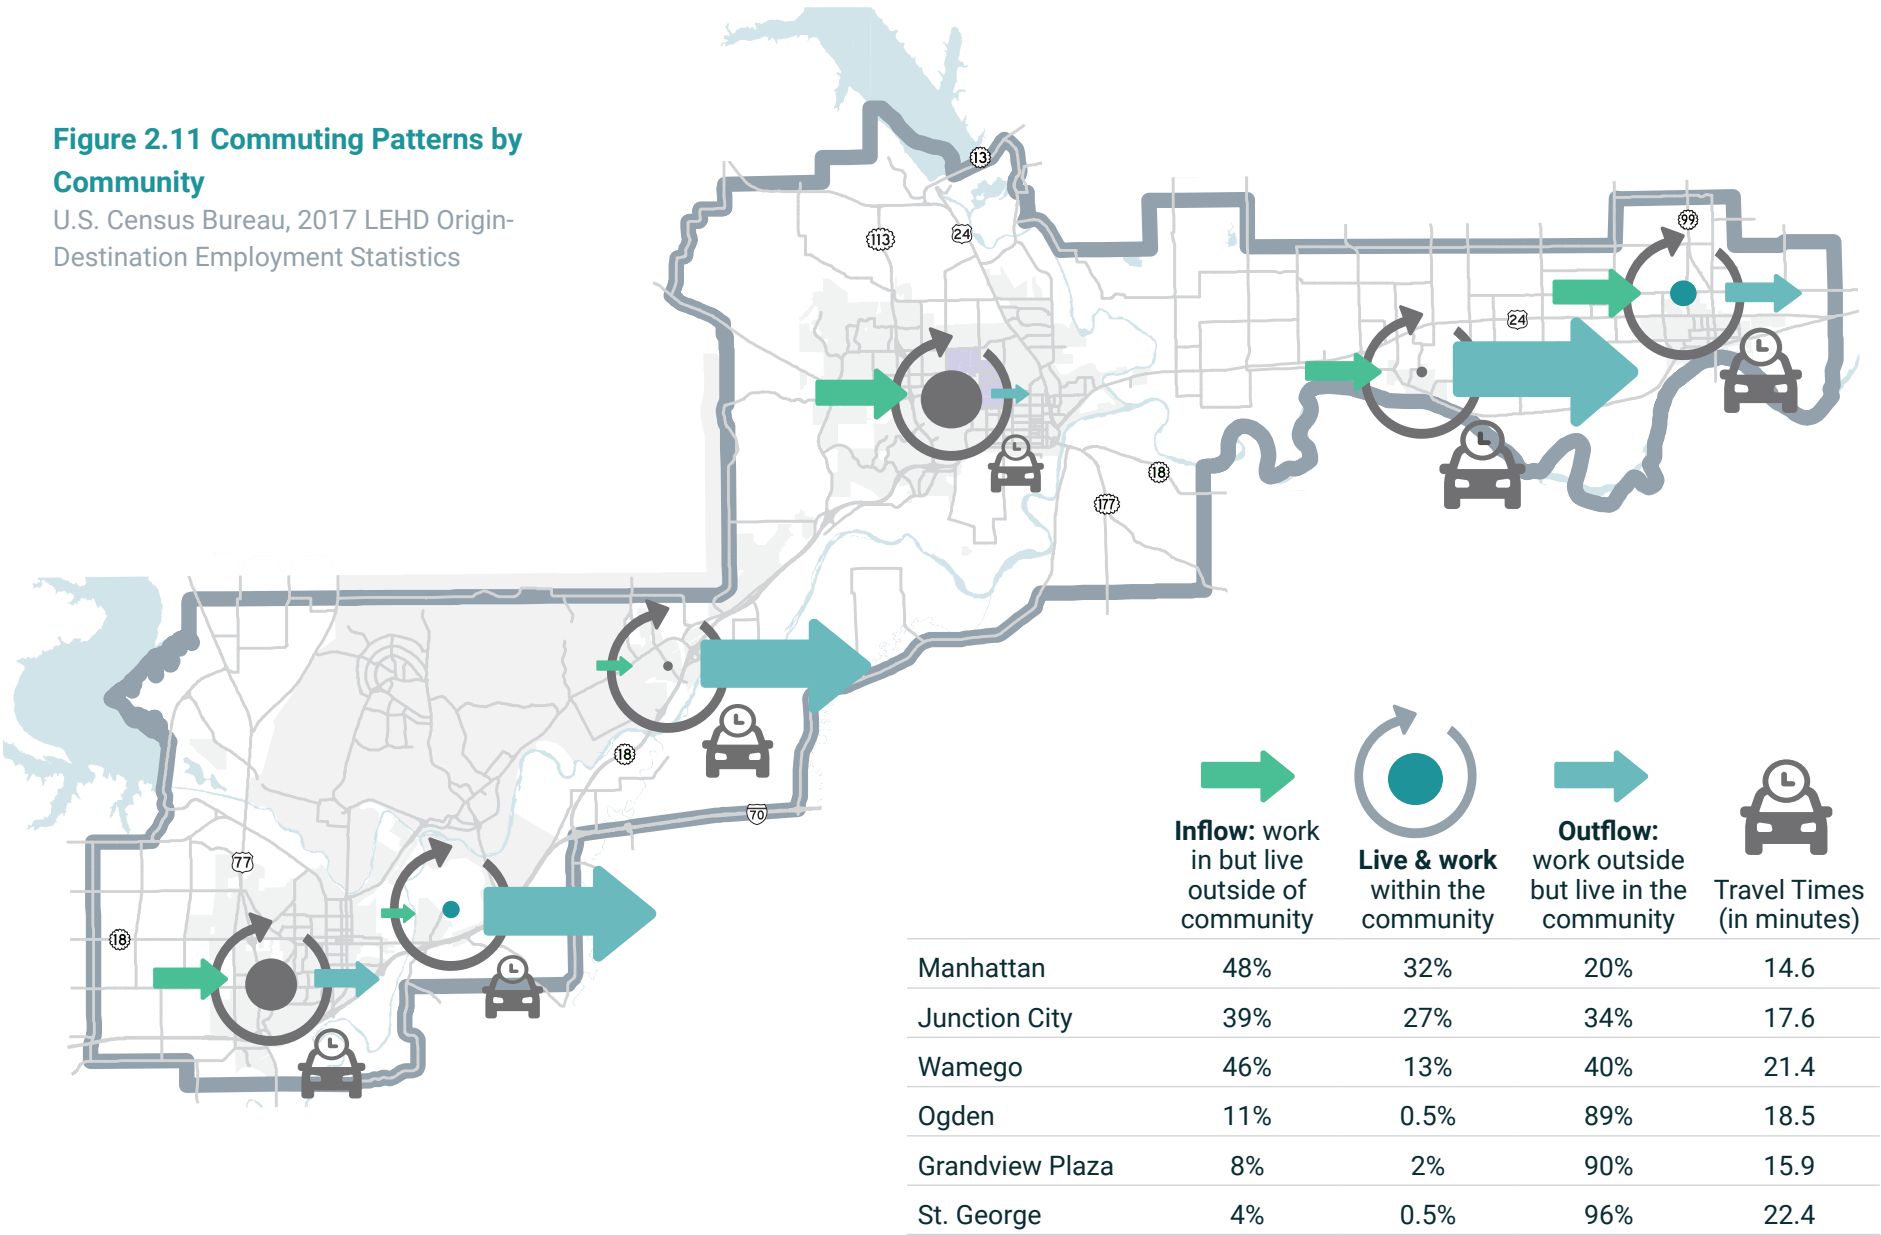 Figure 2.11 Commuting Patterns by
Community
U.S. Census Bureau, 2017 LEHD Origin-
Destination Employment Statistics
13
99
113
24
24
18
177
18
70
77
18
Inflow: work
in but live
outside of
community
Live & work
within the
community
Outflow:
work outside
but live in the
community
Travel Times
(in minutes)
Manhattan 48% 32% 20% 14.6
Junction City 39% 27% 34% 17.6
Wamego 46% 13% 40% 21.4
Ogden 11% 0.5% 89% 18.5
Grandview Plaza 8% 2% 90% 15.9
St. George 4% 0.5% 96% 22.4